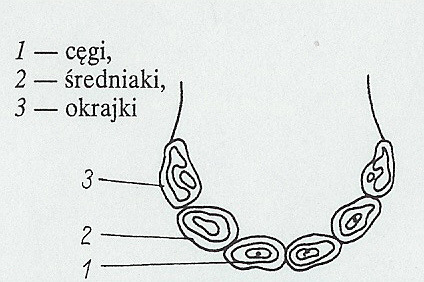 1 — cęgi,
2 — średniaki,
3 — okrajki
3
2
1